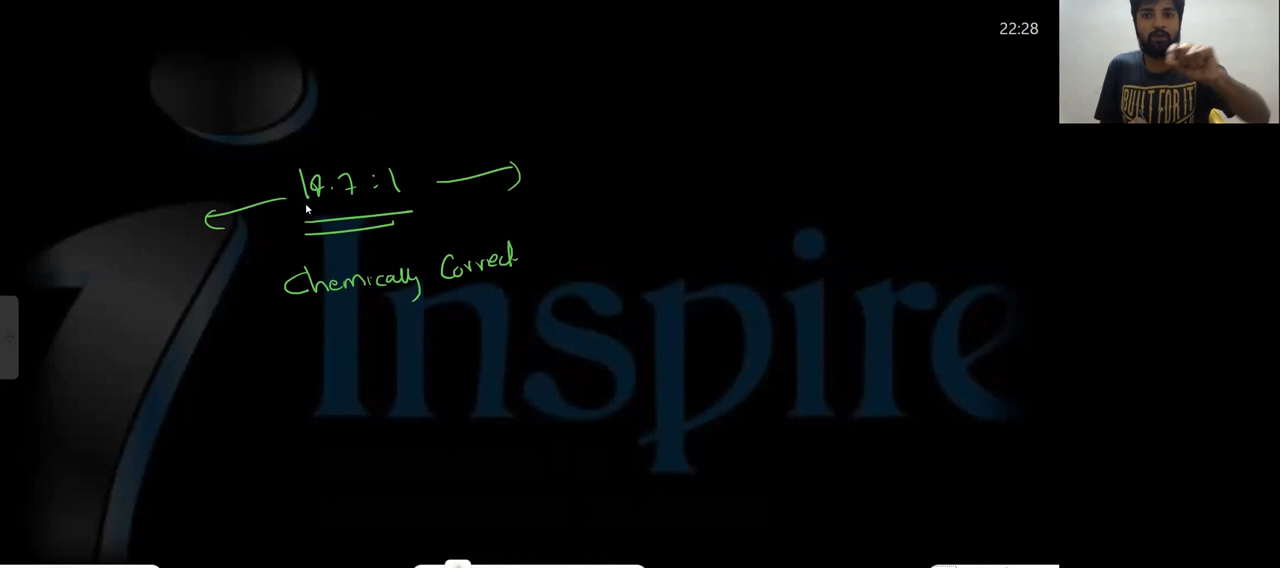 22:28
BUILT FOR IT
14.7 : 1
Chemically Correct
Inspire